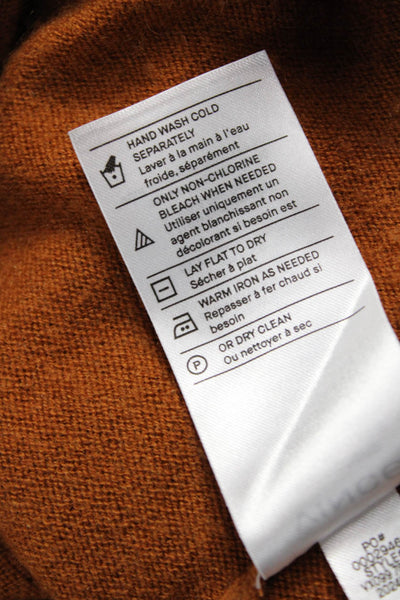 HAND WASH COLD
SEPARATELY
Laver à la main à l'eau
froide, séparément
ONLY NON-CHLORINE
BLEACH WHEN NEEDED
Utiliser uniquement un
agent blanchissant non
décolorant si besoin est
LAY FLAT TO DRY
Sécher à plat
WARM IRON AS NEEDED
Repasser à fer chaud si
besoin
P
OR DRY CLEAN
Ou nettoyer à sec
PO#